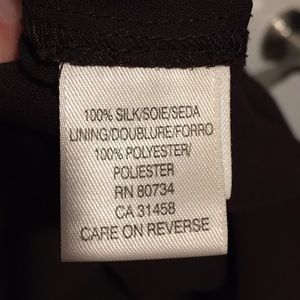 100% SILK/SOIE/SEDA
LINING/DOUBLURE/FORRO
100% POLYESTER/
POLIESTER
RN 80734
CA 31458
CARE ON REVERSE